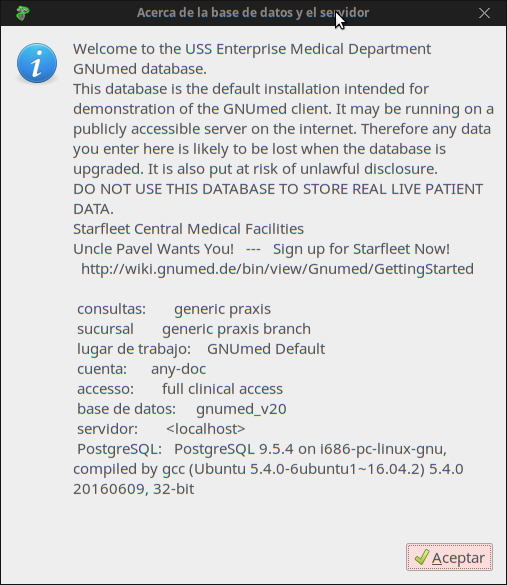 Acerca de la base de datos y el servidor
Welcome to the USS Enterprise Medical Department
GNUmed database.
This database is the default installation intended for
demonstration of the GNUmed client. It may be running on a
publicly accessible server on the internet. Therefore any data
you enter here is likely to be lost when the database is
upgraded. It is also put at risk of unlawful disclosure.
DO NOT USE THIS DATABASE TO STORE REAL LIVE PATIENT
DATA.
Starfleet Central Medical Facilities
Uncle Pavel Wants You! --- Sign up for Starfleet Now!
http://wiki.gnumed.de/bin/view/Gnumed/GettingStarted
consultas: generic praxis
sucursal generic praxis branch
lugar de trabajo: GNUmed Default
cuenta: any-doc
accesso: full clinical access
base de datos: gnumed_v20
servidor: <localhost>
PostgreSQL: PostgreSQL 9.5.4 on i686-pc-linux-gnu,
compiled by gcc (Ubuntu 5.4.0-6ubuntu1~16.04.2) 5.4.0
20160609, 32-bit
Aceptar